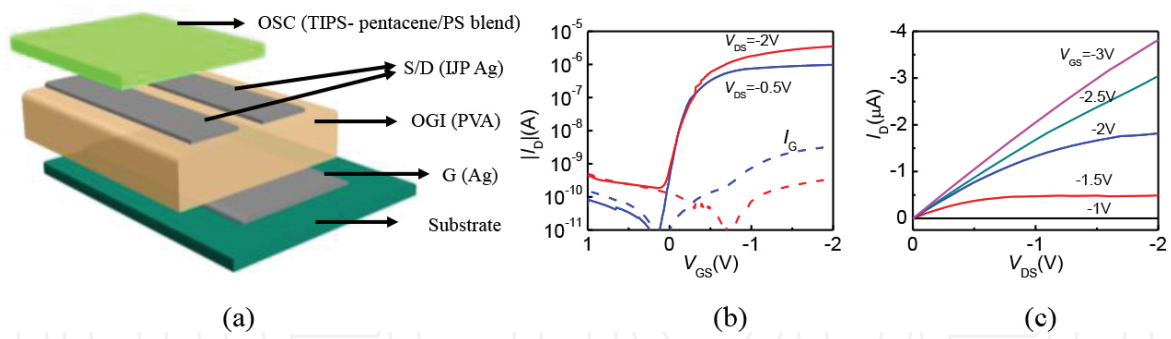 OSC (TIPS- pentacene/PS blend)
S/D (IJP Ag)
OGI (PVA)
G (Ag)
Substrate
(a)
10⁻⁵
10⁻⁶
10⁻⁷
10⁻⁸
10⁻⁹
10⁻¹⁰
10⁻¹¹
|I_D|(A)
V_DS=-2V
V_DS=-0.5V
I_G
1 0 -1 -2
V_GS(V)
(b)
-4
-3
-2
-1
0
I_D(μA)
V_GS=-3V
-2.5V
-2V
-1.5V
-1V
0 -1 -2
V_DS(V)
(c)